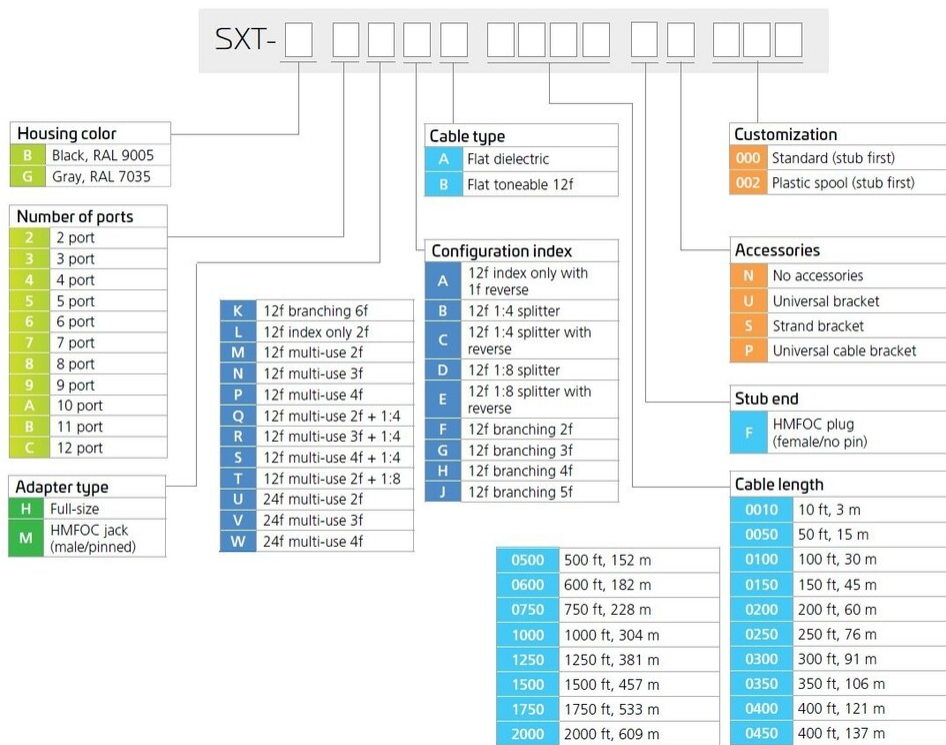 SXT-
Housing color
B Black, RAL 9005
G Gray, RAL 7035
Number of ports
2 2 port
3 3 port
4 4 port
5 5 port
6 6 port
7 7 port
8 8 port
9 9 port
A 10 port
B 11 port
C 12 port
Adapter type
H Full-size
M HMFOC jack
(male/pinned)
K 12f branching 6f
L 12f index only 2f
M 12f multi-use 2f
N 12f multi-use 3f
P 12f multi-use 4f
Q 12f multi-use 2f + 1:4
R 12f multi-use 3f + 1:4
S 12f multi-use 4f + 1:4
T 12f multi-use 2f + 1:8
U 24f multi-use 2f
V 24f multi-use 3f
W 24f multi-use 4f
Cable type
A Flat dielectric
B Flat toneable 12f
Configuration index
A 12f index only with
1f reverse
B 12f 1:4 splitter
C 12f 1:4 splitter with
reverse
D 12f 1:8 splitter
E 12f 1:8 splitter with
reverse
F 12f branching 2f
G 12f branching 3f
H 12f branching 4f
J 12f branching 5f
Customization
000 Standard (stub first)
002 Plastic spool (stub first)
Accessories
N No accessories
U Universal bracket
S Strand bracket
P Universal cable bracket
Stub end
F HMFOC plug
(female/no pin)
Cable length
0010 10 ft, 3 m
0050 50 ft, 15 m
0100 100 ft, 30 m
0150 150 ft, 45 m
0200 200 ft, 60 m
0250 250 ft, 76 m
0300 300 ft, 91 m
0350 350 ft, 106 m
0400 400 ft, 121 m
0450 400 ft, 137 m
0500 500 ft, 152 m
0600 600 ft, 182 m
0750 750 ft, 228 m
1000 1000 ft, 304 m
1250 1250 ft, 381 m
1500 1500 ft, 457 m
1750 1750 ft, 533 m
2000 2000 ft, 609 m